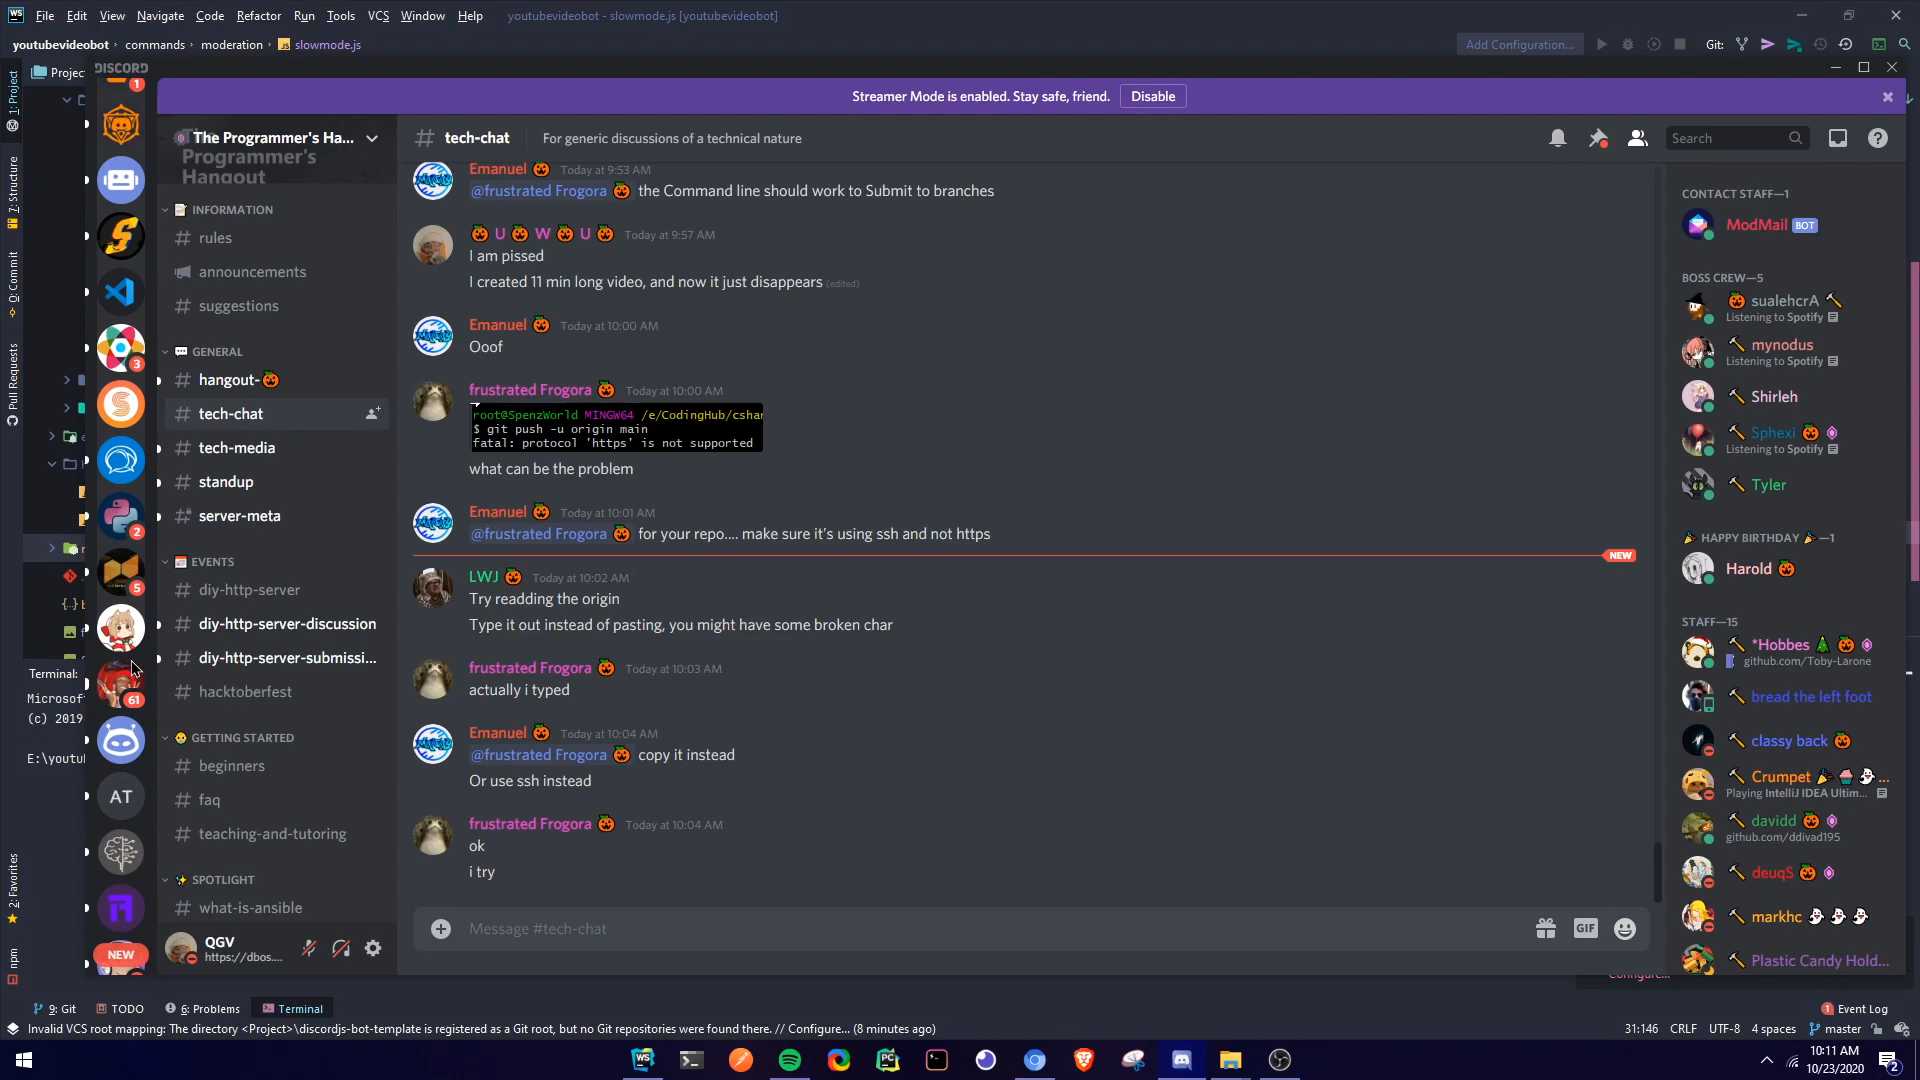 File Edit View Navigate Code Refactor Run Tools VCS Window Help youtubevideobot - slowmode.js [youtubevideobot]
youtubevideobot commands moderation slowmode.js Add Configuration... Git:
DISCORD
Streamer Mode is enabled. Stay safe, friend. Disable
1: Project
7: Structure
0: Commit
Pull Requests
2: Favorites
npm
Terminal:
Microsof
(c) 2019
E:\youtu
1
3
2
5
61
AT
NEW
The Programmer's Ha...
Programmer's
Hangout
INFORMATION
rules
announcements
suggestions
GENERAL
hangout-🎃
tech-chat
tech-media
standup
server-meta
EVENTS
diy-http-server
diy-http-server-discussion
diy-http-server-submissi...
hacktoberfest
GETTING STARTED
beginners
faq
teaching-and-tutoring
SPOTLIGHT
what-is-ansible
QGV
https://dbos....
# tech-chat For generic discussions of a technical nature Search
Emanuel 🎃 Today at 9:53 AM
@frustrated Frogora 🎃 the Command line should work to Submit to branches
🎃 U 🎃 W 🎃 U 🎃 Today at 9:57 AM
I am pissed
I created 11 min long video, and now it just disappears (edited)
Emanuel 🎃 Today at 10:00 AM
Ooof
frustrated Frogora 🎃 Today at 10:00 AM
root@SpenzWorld MINGW64 /e/CodingHub/cshar
$ git push -u origin main
fatal: protocol 'https' is not supported
what can be the problem
Emanuel 🎃 Today at 10:01 AM
@frustrated Frogora 🎃 for your repo.... make sure it's using ssh and not https
NEW
LWJ 🎃 Today at 10:02 AM
Try readding the origin
Type it out instead of pasting, you might have some broken char
frustrated Frogora 🎃 Today at 10:03 AM
actually i typed
Emanuel 🎃 Today at 10:04 AM
@frustrated Frogora 🎃 copy it instead
Or use ssh instead
frustrated Frogora 🎃 Today at 10:04 AM
ok
i try
Message #tech-chat GIF
CONTACT STAFF—1
ModMail BOT
BOSS CREW—5
🎃 sualehcrA 🔨
Listening to Spotify
🔨 mynodus
Listening to Spotify
🔨 Shirleh
🔨 Sphexi 🎃
Listening to Spotify
🔨 Tyler
🎉 HAPPY BIRTHDAY 🎉—1
Harold 🎃
STAFF—15
🔨 *Hobbes 🎄 🎃
github.com/Toby-Larone
🔨 bread the left foot
🔨 classy back 🎃
🔨 Crumpet 🎉 🧁 👻 ...
Playing IntelliJ IDEA Ultim...
🔨 davidd 🎃
github.com/ddivad195
🔨 deuqS 🎃
🔨 markhc 👻 👻 👻
🔨 Plastic Candy Hold...
Configure...
9: Git TODO 6: Problems Terminal 1 Event Log
Invalid VCS root mapping: The directory <Project>\discordjs-bot-template is registered as a Git root, but no Git repositories were found there. // Configure... (8 minutes ago) 31:146 CRLF UTF-8 4 spaces master
10:11 AM
10/23/2020
2